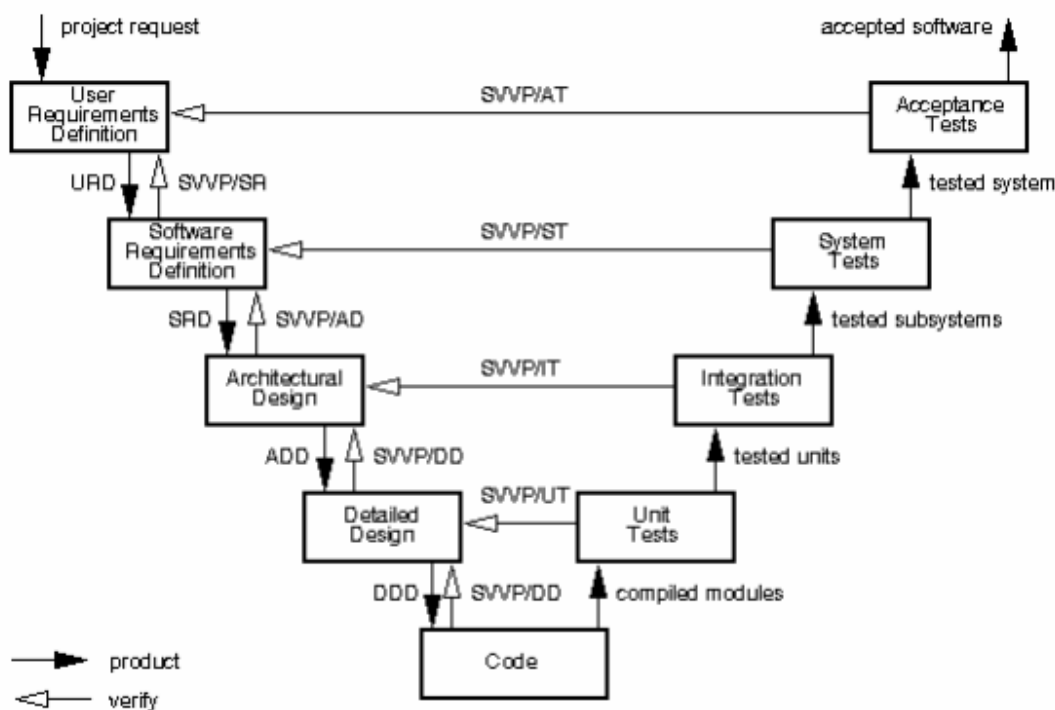 project request
accepted software
User
Requirements
Definition
SVVP/AT
Acceptance
Tests
URD
SVVP/SR
tested system
Software
Requirements
Definition
SVVP/ST
System
Tests
SRD
SVVP/AD
tested subsystems
Architectural
Design
SVVP/IT
Integration
Tests
ADD
SVVP/DD
tested units
Detailed
Design
SVVP/UT
Unit
Tests
DDD
SVVP/DD
compiled modules
Code
product
verify